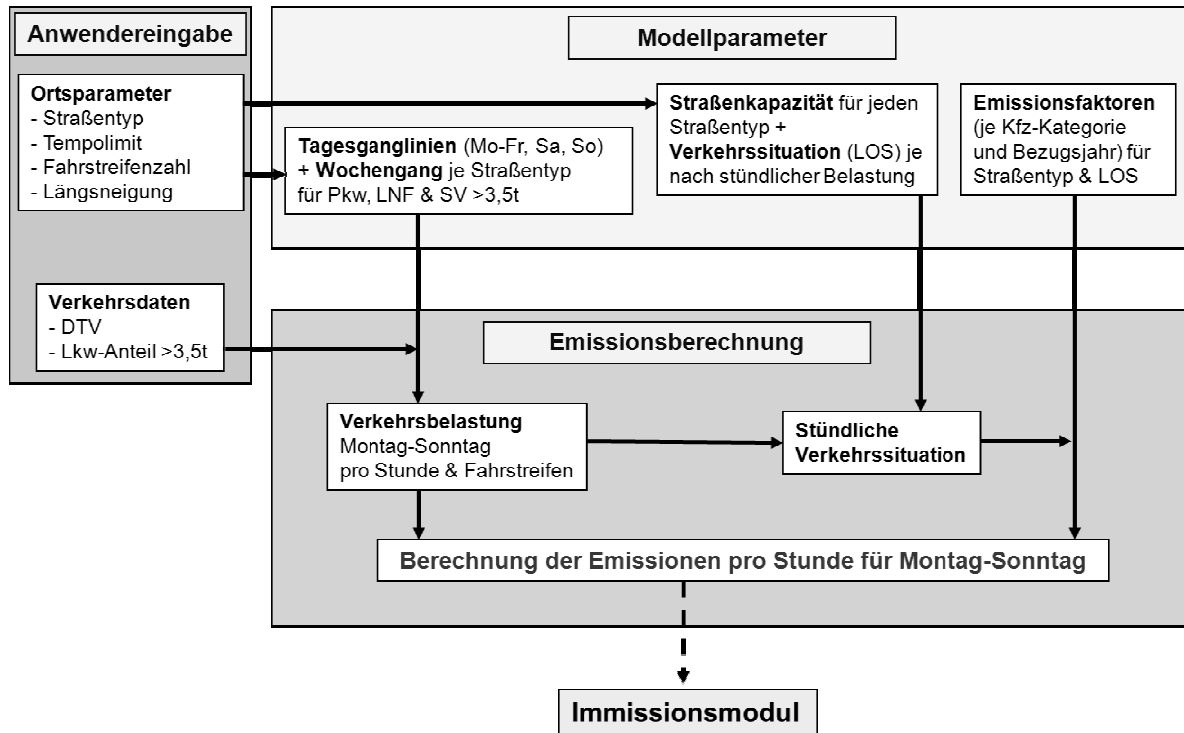 Anwendereingabe
Ortsparameter
- Straßentyp
- Tempolimit
- Fahrstreifenzahl
- Längsneigung
Verkehrsdaten
- DTV
- Lkw-Anteil >3,5t
Modellparameter
Tagesganglinien (Mo-Fr, Sa, So)
+ Wochengang je Straßentyp
für Pkw, LNF & SV >3,5t
Straßenkapazität für jeden
Straßentyp +
Verkehrssituation (LOS) je
nach stündlicher Belastung
Emissionsfaktoren
(je Kfz-Kategorie
und Bezugsjahr) für
Straßentyp & LOS
Emissionsberechnung
Verkehrsbelastung
Montag-Sonntag
pro Stunde & Fahrstreifen
Stündliche
Verkehrssituation
Berechnung der Emissionen pro Stunde für Montag-Sonntag
Immissionsmodul